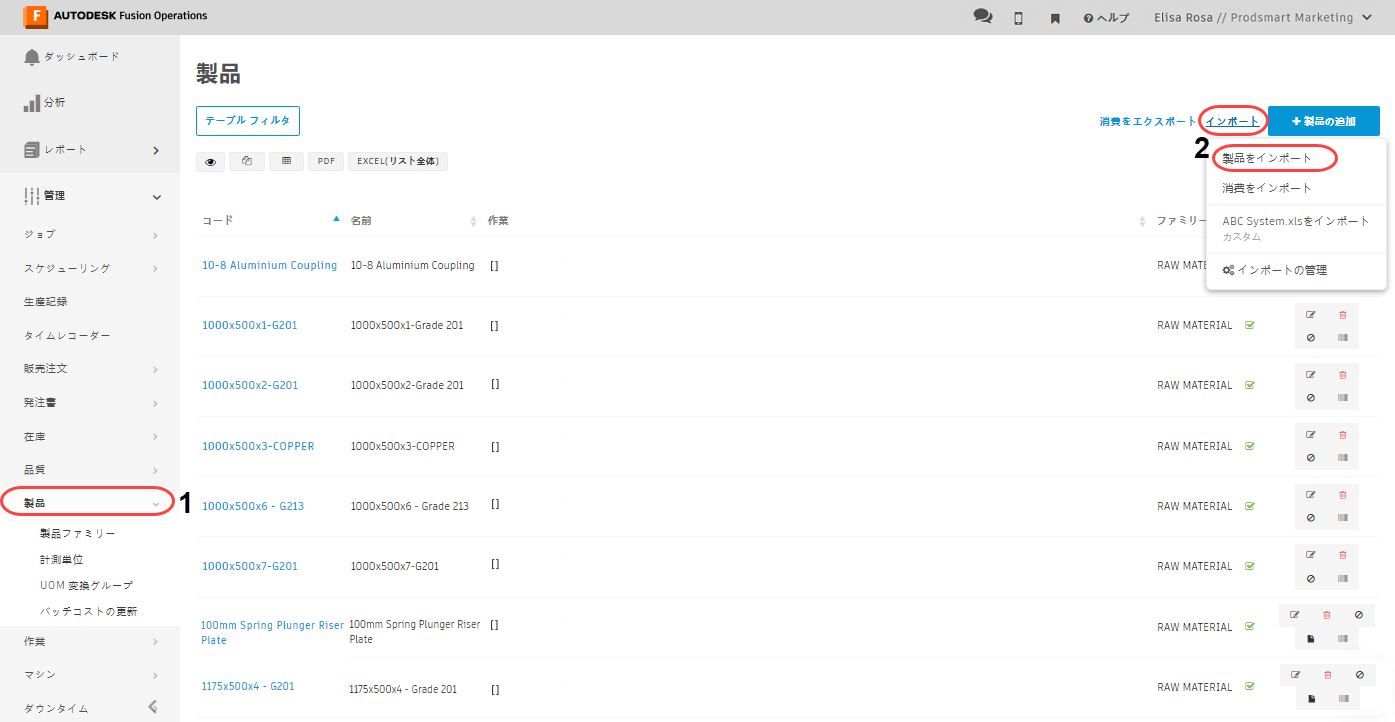 F AUTODESK Fusion Operations
ヘルプ
Elisa Rosa // Prodsmart Marketing
ダッシュボード
分析
レポート
管理
ジョブ
スケジューリング
生産記録
タイムレコーダー
販売注文
発注書
在庫
品質
製品
1
製品ファミリー
計測単位
UOM 変換グループ
バッチコストの更新
作業
マシン
ダウンタイム
製品
テーブル フィルタ
消費をエクスポート
インポート
+ 製品の追加
2
製品をインポート
消費をインポート
ABC System.xlsをインポート
カスタム
インポートの管理
PDF
EXCEL(リスト全体)
コード 名前 作業 ファミリー
10-8 Aluminium Coupling 10-8 Aluminium Coupling [] RAW MATE
1000x500x1-G201 1000x500x1-Grade 201 [] RAW MATERIAL
1000x500x2-G201 1000x500x2-Grade 201 [] RAW MATERIAL
1000x500x3-COPPER 1000x500x3-COPPER [] RAW MATERIAL
1000x500x6 - G213 1000x500x6 - Grade 213 [] RAW MATERIAL
1000x500x7-G201 1000x500x7-G201 [] RAW MATERIAL
100mm Spring Plunger Riser 100mm Spring Plunger Riser [] RAW MATERIAL
Plate Plate
1175x500x4 - G201 1175x500x4 - Grade 201 [] RAW MATERIAL